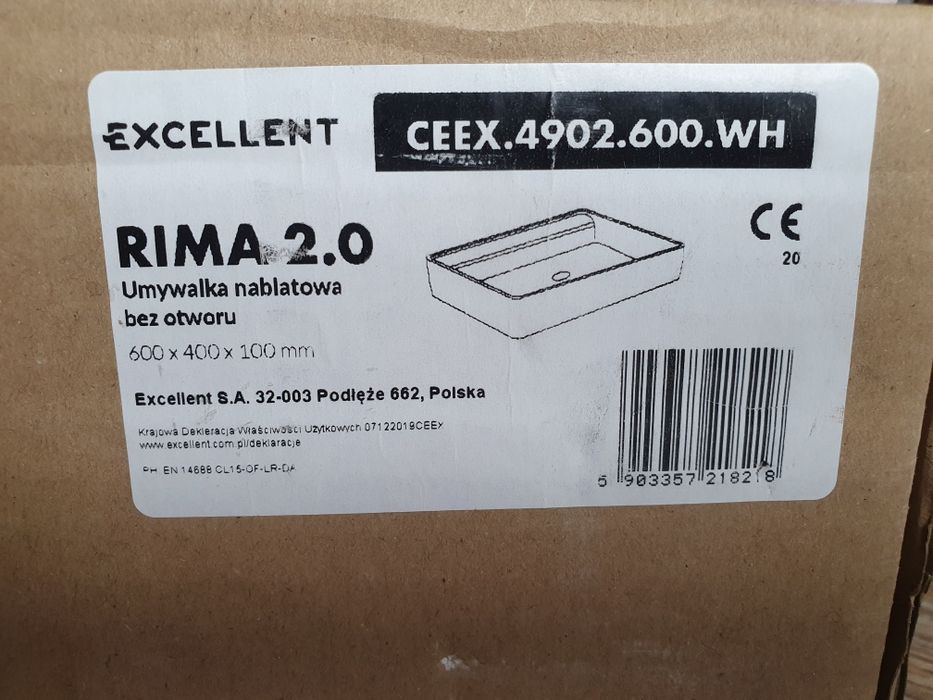 EXCELLENT
CEEX.4902.600.WH
RIMA 2.0
Umywalka nablatowa
bez otworu
600 x 400 x 100 mm
CE
20
Excellent S.A. 32-003 Podłęże 662, Polska
Krajowa Deklaracja Właściwości Użytkowych 07122019CEEX
www.excellent.com.pl/deklaracje
PH EN 14688 CL15-OF-LR-DA
5 903357 218218